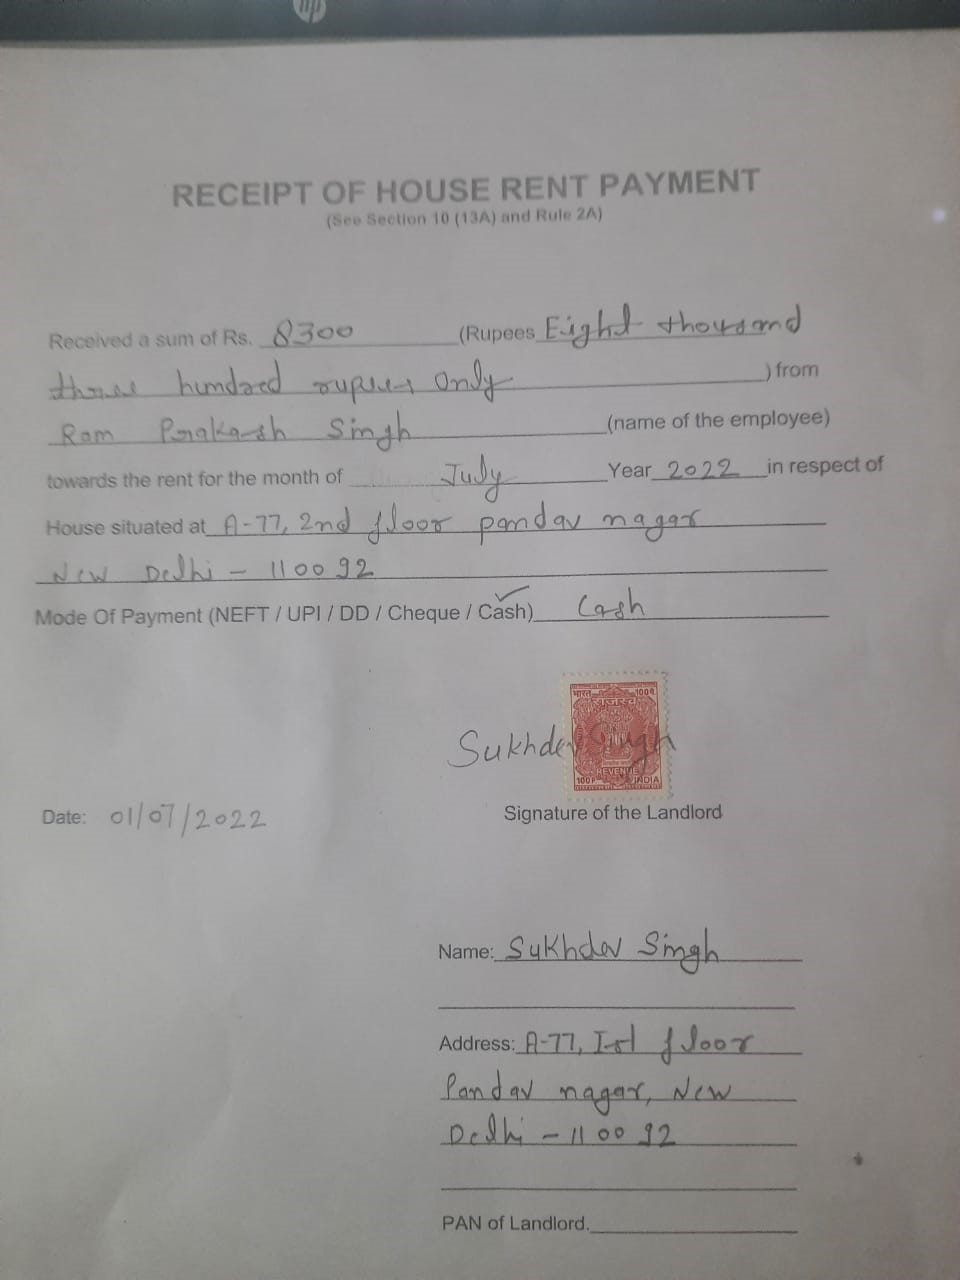 hp
RECEIPT OF HOUSE RENT PAYMENT
(See Section 10 (13A) and Rule 2A)
Received a sum of Rs. 8300 (Rupees Eight thousand
three hundred rupees only ) from
Ram Prakash Singh (name of the employee)
towards the rent for the month of July Year 2022 in respect of
House situated at A-77, 2nd floor pandav nagar
New Delhi - 110092
Mode Of Payment (NEFT / UPI / DD / Cheque / Cash) Cash
भारत 100 पै.
राजस्व
Sukhdev Singh
REVENUE
100P INDIA
Date: 01/07/2022
Signature of the Landlord
Name: Sukhdev Singh
Address: A-77, Ist floor
Pandav nagar, New
Delhi - 110092
PAN of Landlord.